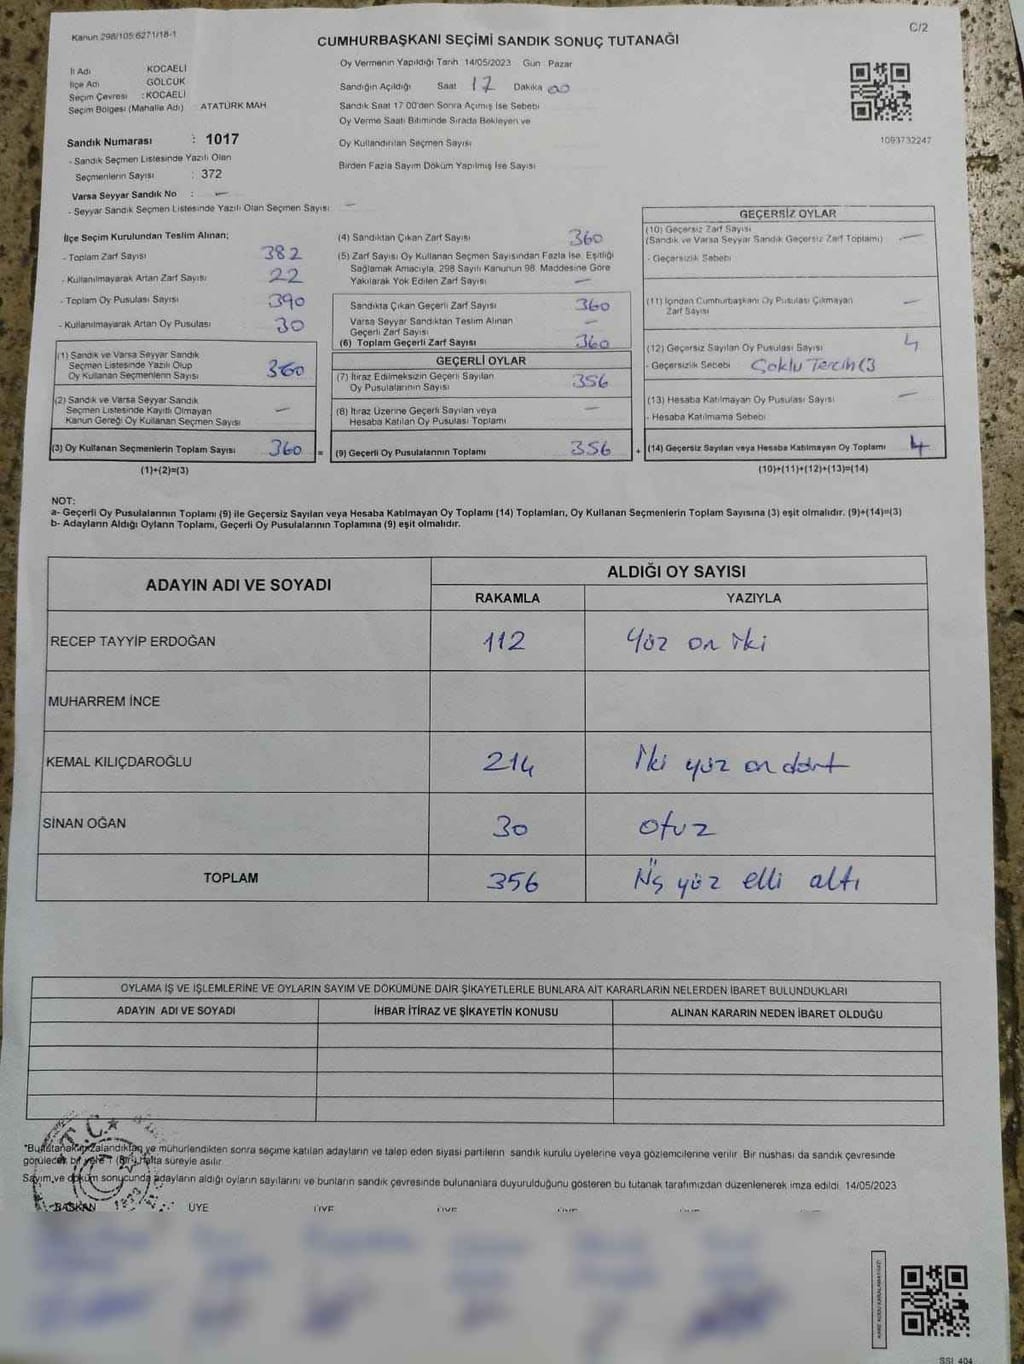 Kanun 298/105 6271/18-1
C/2
CUMHURBAŞKANI SEÇİMİ SANDIK SONUÇ TUTANAĞI
İl Adı KOCAELİ
İlçe Adı GÖLCÜK
Seçim Çevresi : KOCAELİ
Seçim Bölgesi (Mahalle Adı) ATATÜRK MAH
Sandık Numarası : 1017
- Sandık Seçmen Listesinde Yazılı Olan
Seçmenlerin Sayısı : 372
Varsa Seyyar Sandık No : —
- Seyyar Sandık Seçmen Listesinde Yazılı Olan Seçmen Sayısı —
Oy Vermenin Yapıldığı Tarih 14/05/2023 Gün Pazar
Sandığın Açıldığı Saat 17 Dakika 00
Sandık Saat 17 00'den Sonra Açımış İse Sebebi
Oy Verme Saati Bitiminde Sırada Bekleyen ve
Oy Kullandırılan Seçmen Sayısı
Birden Fazla Sayım Döküm Yapılmış İse Sayısı
1093732247
İlçe Seçim Kurulundan Teslim Alınan;
- Toplam Zarf Sayısı 382
- Kullanılmayarak Artan Zarf Sayısı 22
- Toplam Oy Pusulası Sayısı 390
- Kullanılmayarak Artan Oy Pusulası 30
(1) Sandık ve Varsa Seyyar Sandık
Seçmen Listesinde Yazılı Olup
Oy Kullanan Seçmenlerin Sayısı 360
(2) Sandık ve Varsa Seyyar Sandık
Seçmen Listesinde Kayıtlı Olmayan
Kanun Gereği Oy Kullanan Seçmen Sayısı —
(3) Oy Kullanan Seçmenlerin Toplam Sayısı 360 =
(1)+(2)=(3)
(4) Sandıktan Çıkan Zarf Sayısı 360
(5) Zarf Sayısı Oy Kullanan Seçmen Sayısından Fazla İse, Eşitliği
Sağlamak Amacıyla, 298 Sayılı Kanunun 98. Maddesine Göre
Yakılarak Yok Edilen Zarf Sayısı —
Sandıkta Çıkan Geçerli Zarf Sayısı 360
Varsa Seyyar Sandıktan Teslim Alınan
Geçerli Zarf Sayısı —
(6) Toplam Geçerli Zarf Sayısı 360
GEÇERLİ OYLAR
(7) İtiraz Edilmeksizin Geçerli Sayılan
Oy Pusulalarının Sayısı 356
(8) İtiraz Üzerine Geçerli Sayılan veya
Hesaba Katılan Oy Pusulası Toplamı —
(9) Geçerli Oy Pusulalarının Toplamı 356 +
GEÇERSİZ OYLAR
(10) Geçersiz Zarf Sayısı
(Sandık ve Varsa Seyyar Sandık Geçersiz Zarf Toplamı) —
- Geçersizlik Sebebi
(11) İçinden Cumhurbaşkanı Oy Pusulası Çıkmayan
Zarf Sayısı —
(12) Geçersiz Sayılan Oy Pusulası Sayısı 4
- Geçersizlik Sebebi Çoklu Tercih (3
(13) Hesaba Katılmayan Oy Pusulası Sayısı —
- Hesaba Katılmama Sebebi
(14) Geçersiz Sayılan veya Hesaba Katılmayan Oy Toplamı 4
(10)+(11)+(12)+(13)=(14)
NOT:
a- Geçerli Oy Pusulalarının Toplamı (9) ile Geçersiz Sayılan veya Hesaba Katılmayan Oy Toplamı (14) Toplamları, Oy Kullanan Seçmenlerin Toplam Sayısına (3) eşit olmalıdır. (9)+(14)=(3)
b- Adayların Aldığı Oyların Toplamı, Geçerli Oy Pusulalarının Toplamına (9) eşit olmalıdır.
ADAYIN ADI VE SOYADI
ALDIĞI OY SAYISI
RAKAMLA YAZIYLA
RECEP TAYYİP ERDOĞAN 112 Yüz on iki
MUHARREM İNCE
KEMAL KILIÇDAROĞLU 214 İki yüz on dört
SİNAN OĞAN 30 otuz
TOPLAM 356 Üç yüz elli altı
OYLAMA İŞ VE İŞLEMLERİNE VE OYLARIN SAYIM VE DÖKÜMÜNE DAİR ŞİKAYETLERLE BUNLARA AİT KARARLARIN NELERDEN İBARET BULUNDUKLARI
ADAYIN ADI VE SOYADI İHBAR İTİRAZ VE ŞİKAYETİN KONUSU ALINAN KARARIN NEDEN İBARET OLDUĞU
T.C.
ve mühürlendikten sonra seçime katılan adayların ve talep eden siyasi partilerin sandık kurulu üyelerine veya gözlemcilerine verilir Bir nüshası da sandık çevresinde
görülecek bir yere 1 (Bir) hafta süreyle asılır.
Sayım ve döküm sonucunda adayların aldığı oyların sayılarını ve bunların sandık çevresinde bulunanlara duyurulduğunu gösteren bu tutanak tarafımızdan düzenlenerek imza edildi. 14/05/2023
BAŞKAN ÜYE ÜYE ÜYE ÜYE ÜYE
SSI 404